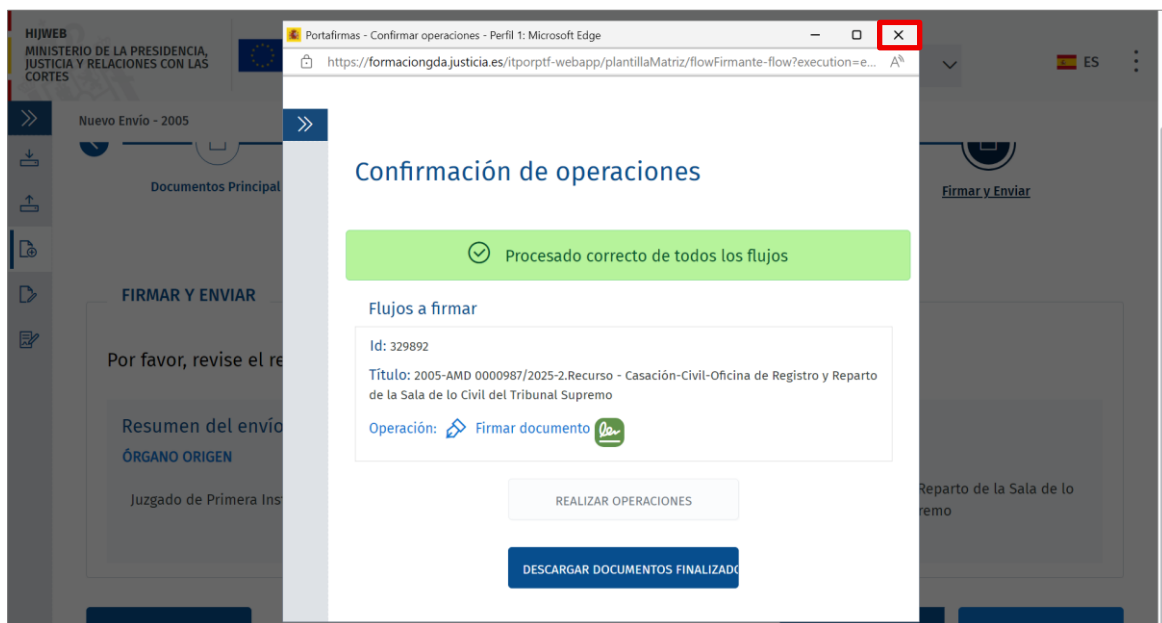 HIJWEB
MINISTERIO DE LA PRESIDENCIA,
JUSTICIA Y RELACIONES CON LAS
CORTES
ES
Nuevo Envío - 2005
Documentos Principal
Firmar y Enviar
FIRMAR Y ENVIAR
Por favor, revise el re
Resumen del envío
ÓRGANO ORIGEN
Juzgado de Primera Ins
Reparto de la Sala de lo
remo
Portafirmas - Confirmar operaciones - Perfil 1: Microsoft Edge
https://formaciongda.justicia.es/itporptf-webapp/plantillaMatriz/flowFirmante-flow?execution=e...
Confirmación de operaciones
Procesado correcto de todos los flujos
Flujos a firmar
Id: 329892
Título: 2005-AMD 0000987/2025-2.Recurso - Casación-Civil-Oficina de Registro y Reparto
de la Sala de lo Civil del Tribunal Supremo
Operación: Firmar documento
REALIZAR OPERACIONES
DESCARGAR DOCUMENTOS FINALIZADO